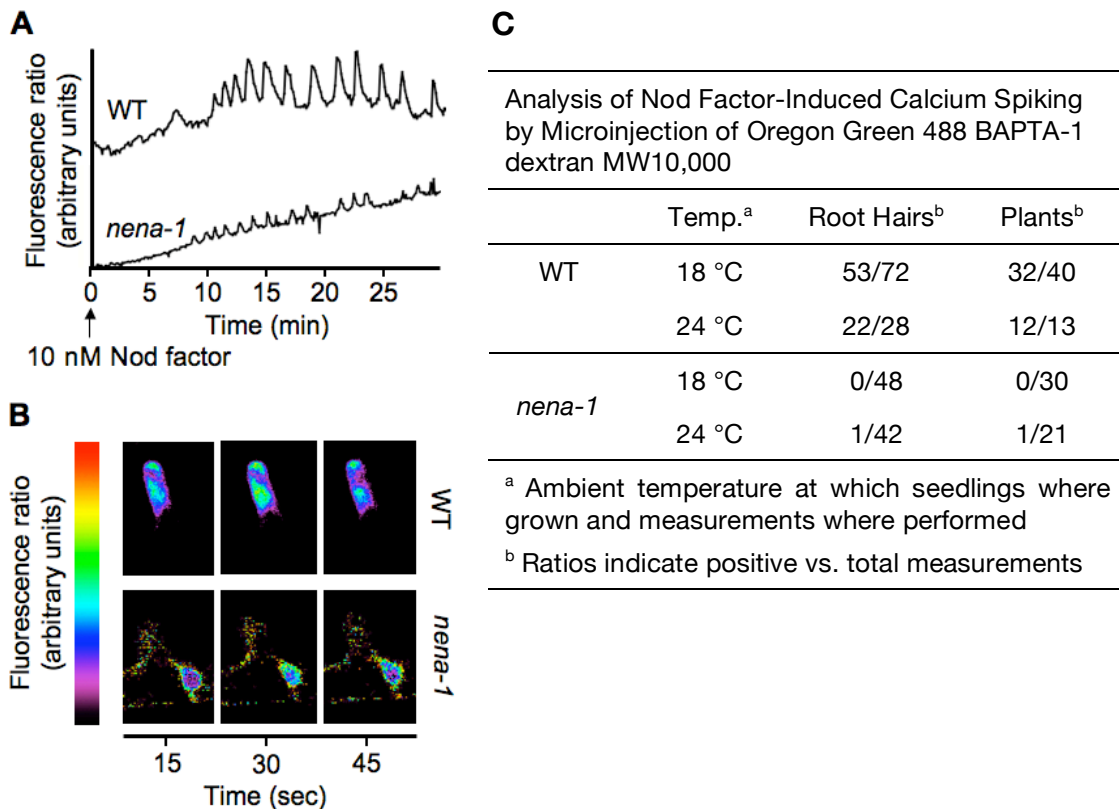 A
Fluorescence ratio
(arbitrary units)
WT
nena-1
0 5 10 15 20 25
Time (min)
10 nM Nod factor
B
Fluorescence ratio
(arbitrary units)
WT
nena-1
15 30 45
Time (sec)
C
Analysis of Nod Factor-Induced Calcium Spiking
by Microinjection of Oregon Green 488 BAPTA-1
dextran MW10,000
Temp.a Root Hairsb Plantsb
WT 18 °C 53/72 32/40
24 °C 22/28 12/13
nena-1 18 °C 0/48 0/30
24 °C 1/42 1/21
a Ambient temperature at which seedlings where
grown and measurements where performed
b Ratios indicate positive vs. total measurements